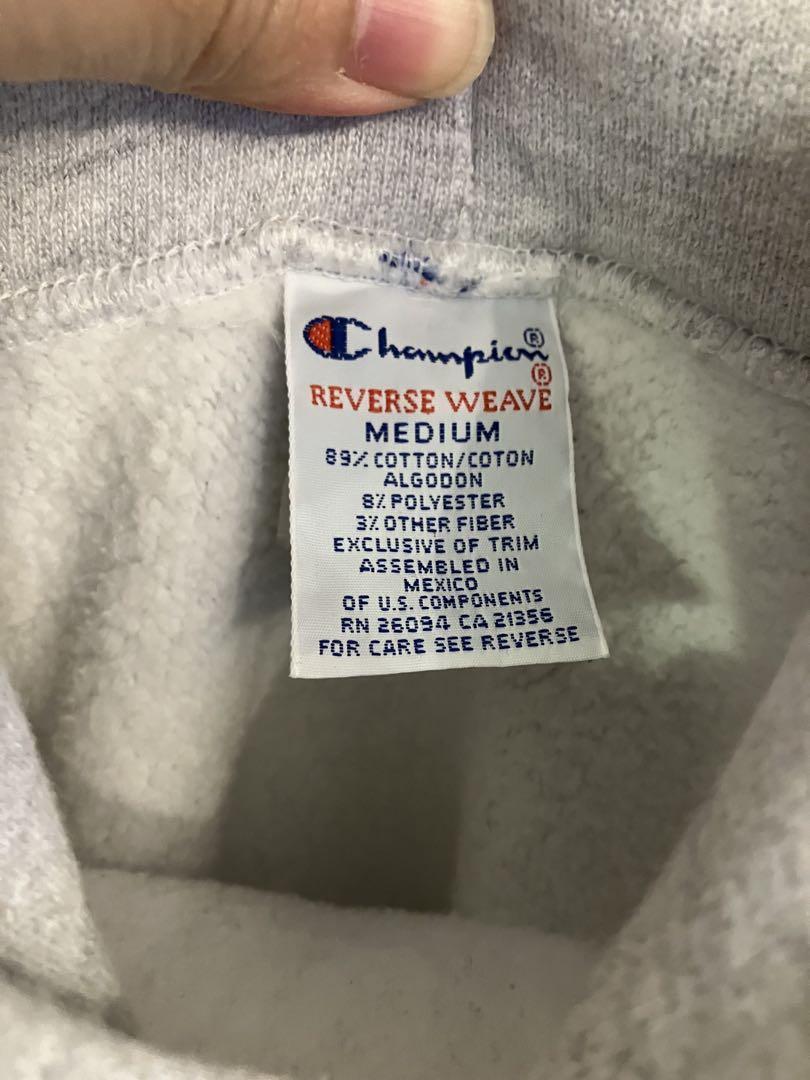 Champion®
REVERSE WEAVE®
MEDIUM
89% COTTON/COTON
ALGODON
8% POLYESTER
3% OTHER FIBER
EXCLUSIVE OF TRIM
ASSEMBLED IN
MEXICO
OF U.S. COMPONENTS
RN 26094 CA 21356
FOR CARE SEE REVERSE